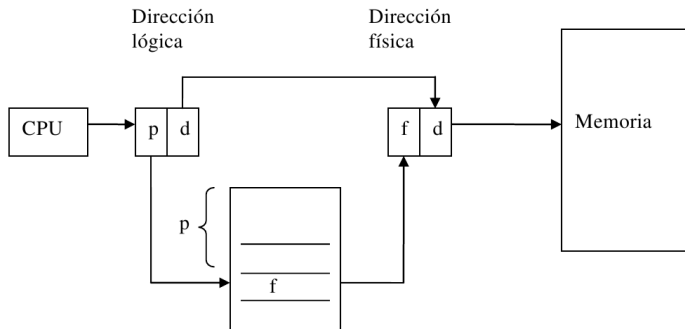 Dirección
lógica
Dirección
física
CPU
p
d
f
d
Memoria
p
f